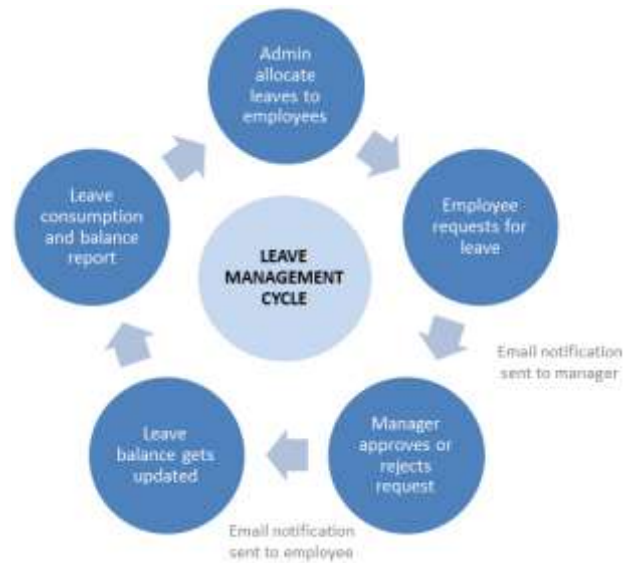 Admin
allocate
leaves to
employees
Employee
requests for
leave
Email notification
sent to manager
Manager
approves or
rejects
request
Email notification
sent to employee
Leave
balance gets
updated
Leave
consumption
and balance
report
LEAVE
MANAGEMENT
CYCLE